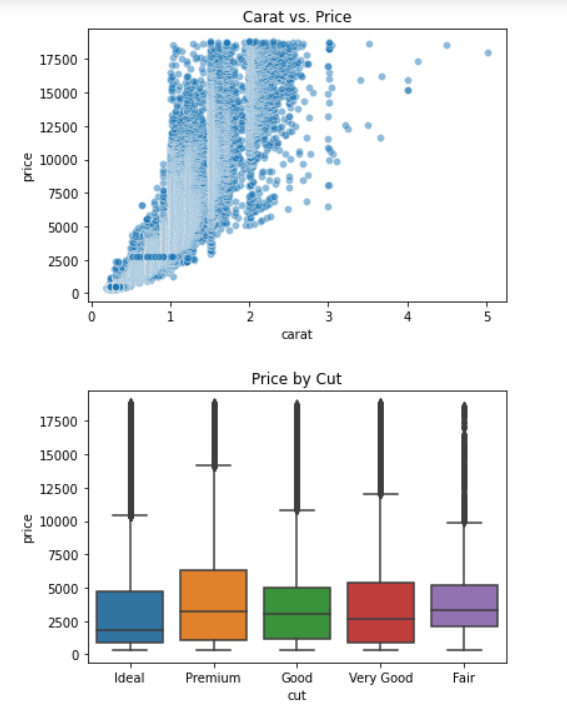 Carat vs. Price
17500
15000
12500
10000
7500
5000
2500
0
price
0 1 2 3 4 5
carat
Price by Cut
17500
15000
12500
10000
7500
5000
2500
0
price
Ideal Premium Good Very Good Fair
cut